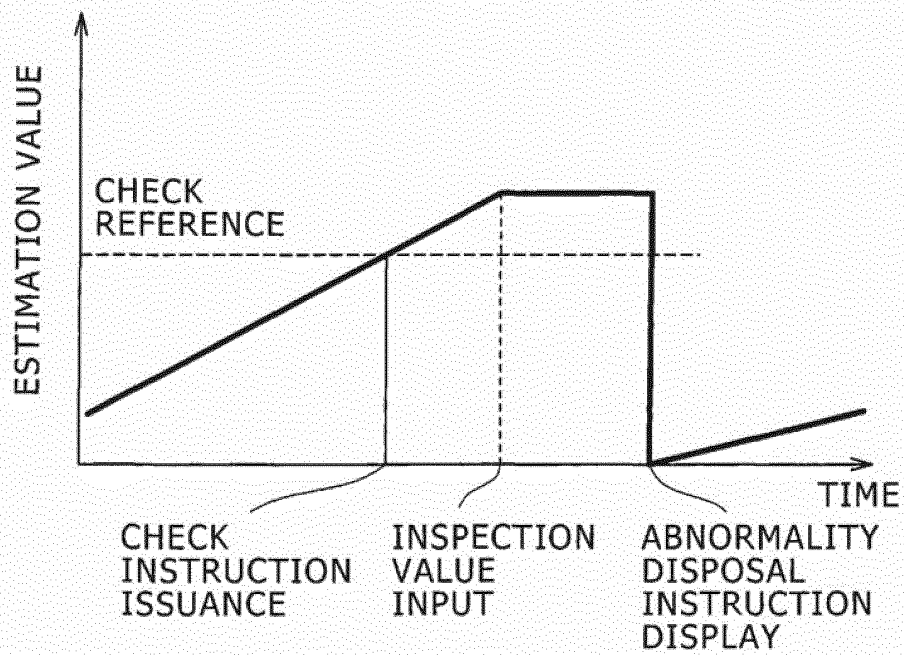 ESTIMATION VALUE
CHECK
REFERENCE
TIME
CHECK
INSTRUCTION
ISSUANCE
INSPECTION
VALUE
INPUT
ABNORMALITY
DISPOSAL
INSTRUCTION
DISPLAY